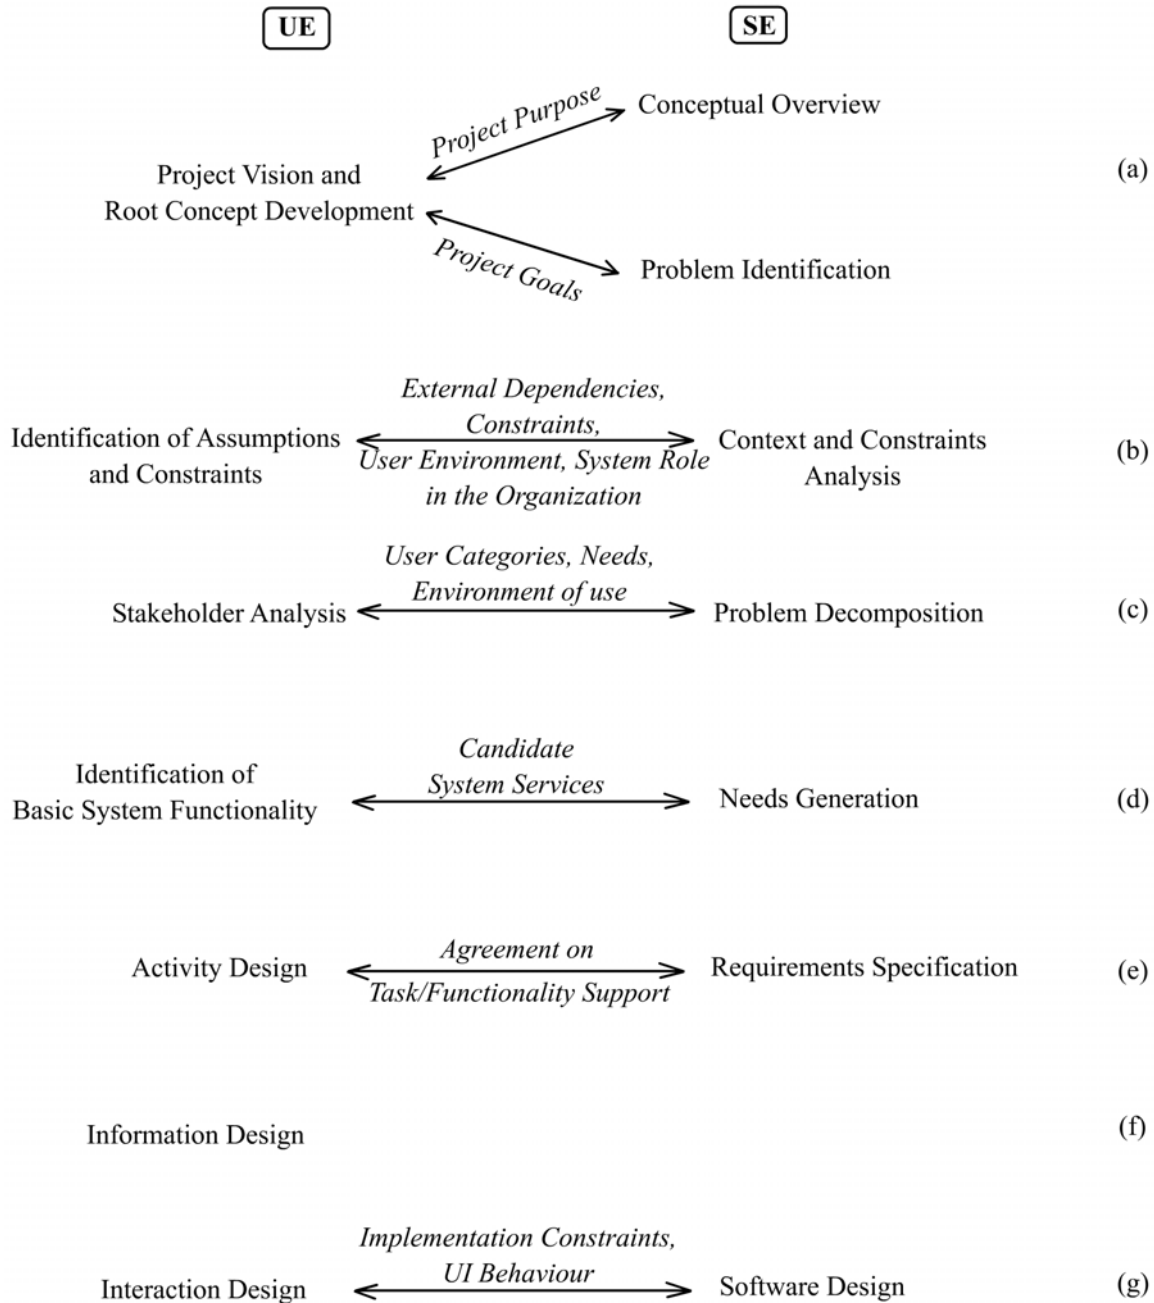 UE
SE
Project Purpose
Conceptual Overview
Project Vision and
Root Concept Development
(a)
Project Goals
Problem Identification
External Dependencies,
Constraints,
Identification of Assumptions
and Constraints
User Environment, System Role
in the Organization
Context and Constraints
Analysis
(b)
User Categories, Needs,
Environment of use
Stakeholder Analysis
Problem Decomposition
(c)
Candidate
System Services
Identification of
Basic System Functionality
Needs Generation
(d)
Agreement on
Task/Functionality Support
Activity Design
Requirements Specification
(e)
Information Design
(f)
Implementation Constraints,
UI Behaviour
Interaction Design
Software Design
(g)